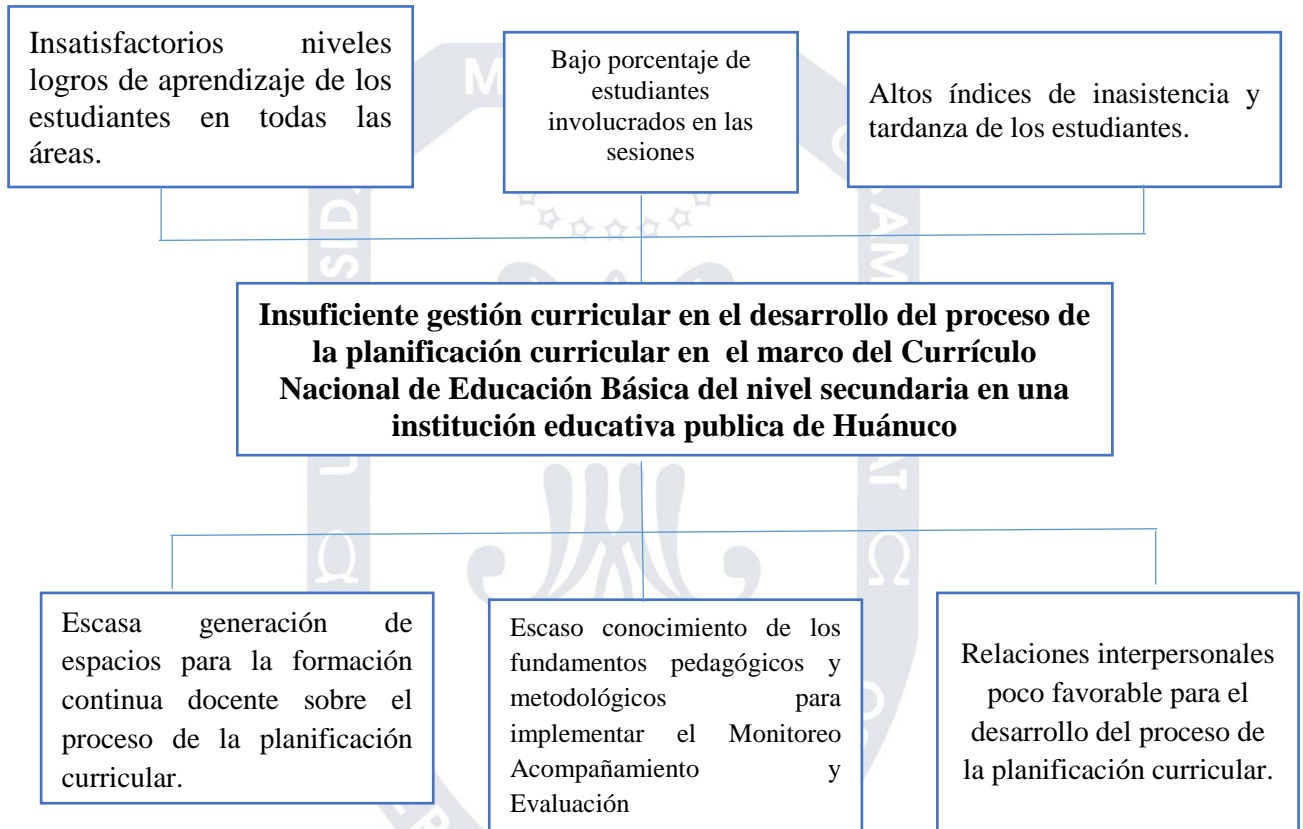 Insatisfactorios niveles
logros de aprendizaje de los
estudiantes en todas las
áreas.
Bajo porcentaje de
estudiantes
involucrados en las
sesiones
Altos índices de inasistencia y
tardanza de los estudiantes.
Insuficiente gestión curricular en el desarrollo del proceso de
la planificación curricular en el marco del Currículo
Nacional de Educación Básica del nivel secundaria en una
institución educativa publica de Huánuco
Escasa generación de
espacios para la formación
continua docente sobre el
proceso de la planificación
curricular.
Escaso conocimiento de los
fundamentos pedagógicos y
metodológicos para
implementar el Monitoreo
Acompañamiento y
Evaluación
Relaciones interpersonales
poco favorable para el
desarrollo del proceso de
la planificación curricular.